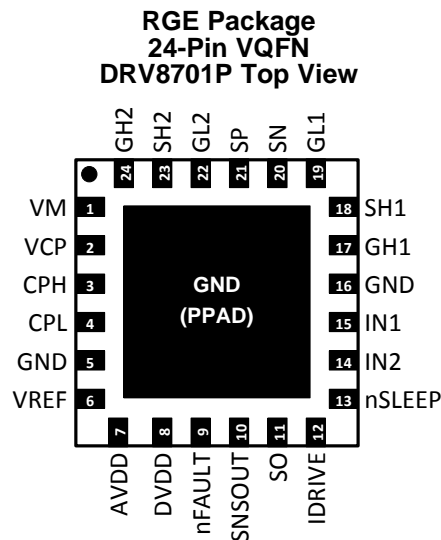 RGE Package
24-Pin VQFN
DRV8701P Top View
GH2 SH2 GL2 SP SN GL1
24 23 22 21 20 19
VM 1 18 SH1
VCP 2 17 GH1
CPH 3 GND 16 GND
CPL 4 (PPAD) 15 IN1
GND 5 14 IN2
VREF 6 13 nSLEEP
7 8 9 10 11 12
AVDD DVDD nFAULT SNSOUT SO IDRIVE